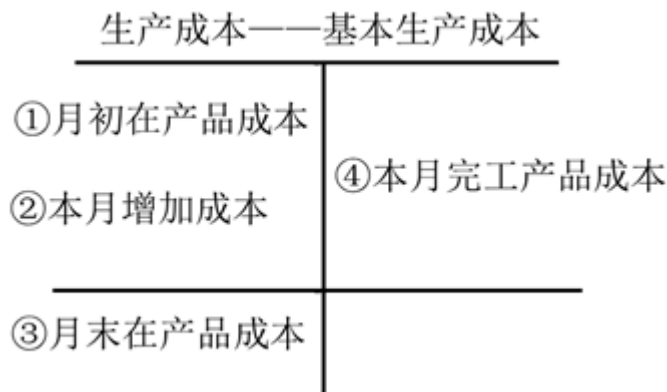 生产成本——基本生产成本
①月初在产品成本
④本月完工产品成本
②本月增加成本
③月末在产品成本